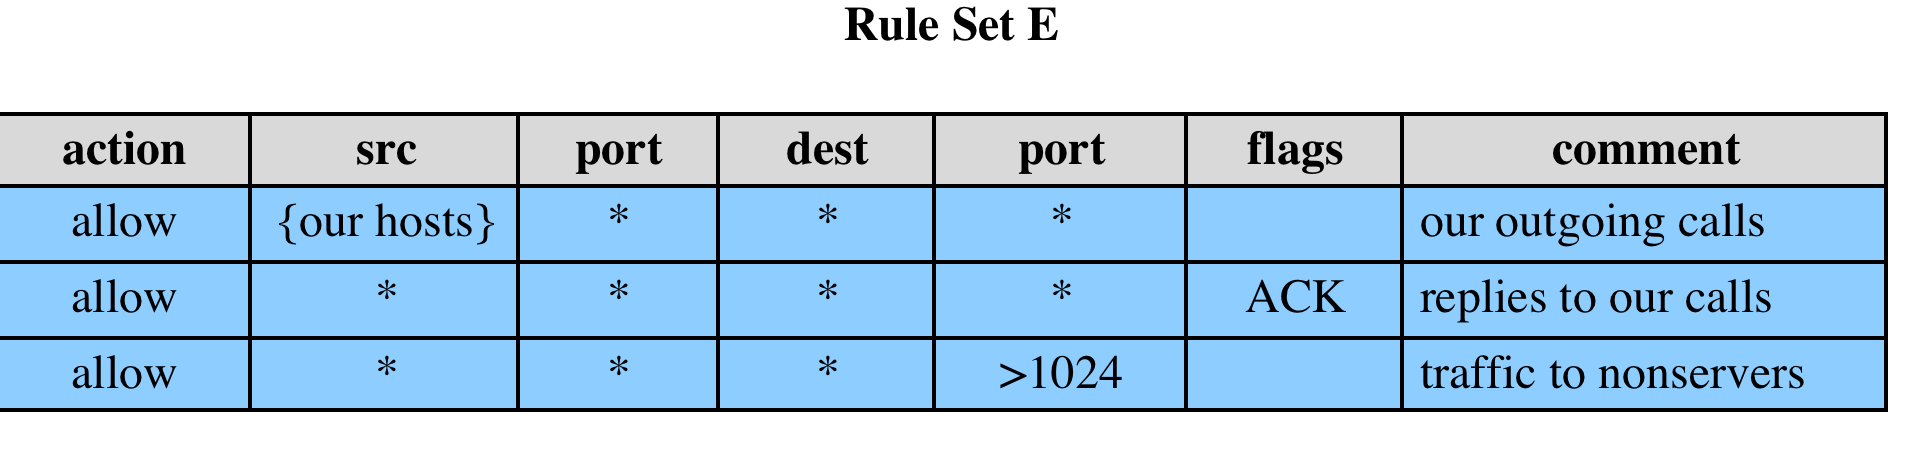 Rule Set E
action src port dest port flags comment
allow {our hosts} * * * our outgoing calls
allow * * * * ACK replies to our calls
allow * * * >1024 traffic to nonservers